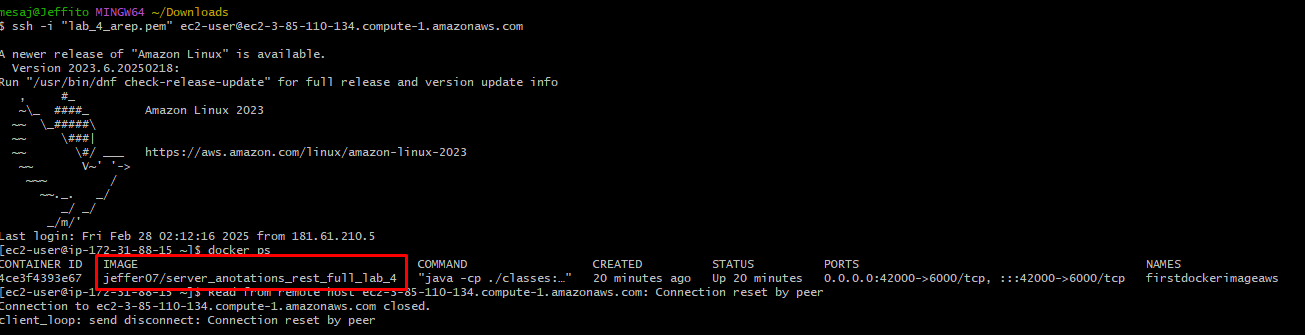 mesaj@Jeffito MINGW64 ~/Downloads
$ ssh -i "lab_4_arep.pem" ec2-user@ec2-3-85-110-134.compute-1.amazonaws.com

A newer release of "Amazon Linux" is available.
  Version 2023.6.20250218:
Run "/usr/bin/dnf check-release-update" for full release and version update info
   ,     #_
   ~\_  ####_        Amazon Linux 2023
  ~~  \_#####\
  ~~     \###|
  ~~       \#/ ___   https://aws.amazon.com/linux/amazon-linux-2023
   ~~       V~' '->
    ~~~         /
      ~~._.   _/
         _/ _/
       _/m/'
Last login: Fri Feb 28 02:12:16 2025 from 181.61.210.5
[ec2-user@ip-172-31-88-15 ~]$ docker ps
CONTAINER ID   IMAGE                                        COMMAND                  CREATED          STATUS          PORTS                                         NAMES
4ce3f4393e67   jeffer07/server_anotations_rest_full_lab_4   "java -cp ./classes:…"   20 minutes ago   Up 20 minutes   0.0.0.0:42000->6000/tcp, :::42000->6000/tcp   firstdockerimageaws
[ec2-user@ip-172-31-88-15 ~]$ Read from remote host ec2-3-85-110-134.compute-1.amazonaws.com: Connection reset by peer
Connection to ec2-3-85-110-134.compute-1.amazonaws.com closed.
client_loop: send disconnect: Connection reset by peer